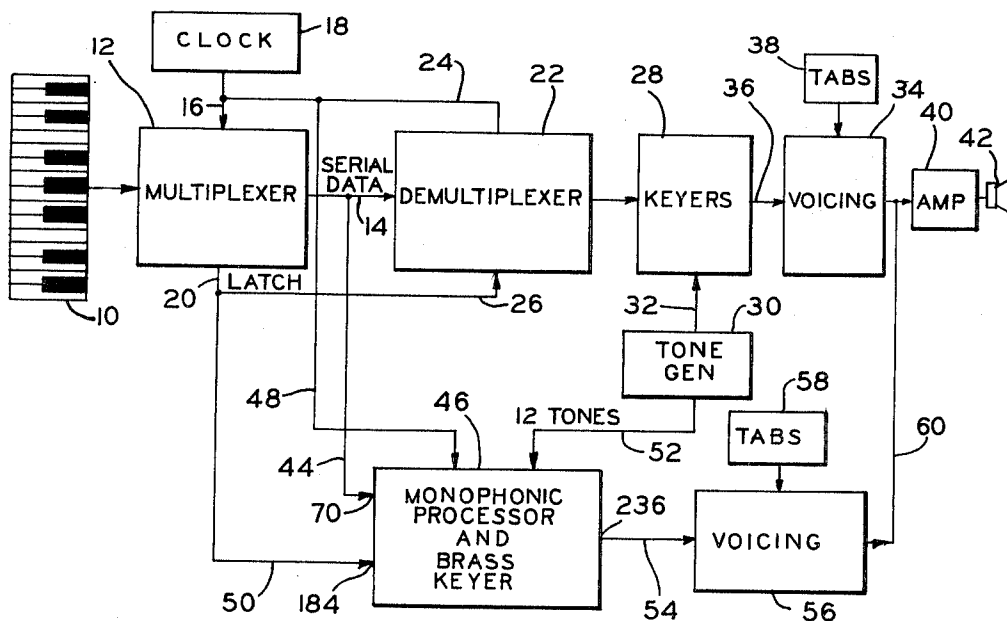 CLOCK
18
12
38
TABS
24
22
28
36
34
40
42
16
SERIAL
DATA
MULTIPLEXER
14
DEMULTIPLEXER
KEYERS
VOICING
AMP
20
LATCH
26
10
32
30
TONE
GEN
48
46
12 TONES
52
58
TABS
60
44
70
MONOPHONIC
PROCESSOR
AND
BRASS
KEYER
236
VOICING
50
184
54
56